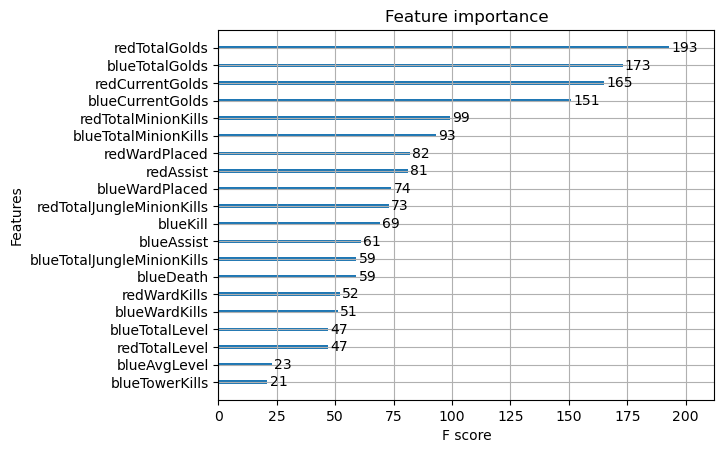 Feature importance
Features
redTotalGolds 193
blueTotalGolds 173
redCurrentGolds 165
blueCurrentGolds 151
redTotalMinionKills 99
blueTotalMinionKills 93
redWardPlaced 82
redAssist 81
blueWardPlaced 74
redTotalJungleMinionKills 73
blueKill 69
blueAssist 61
blueTotalJungleMinionKills 59
blueDeath 59
redWardKills 52
blueWardKills 51
blueTotalLevel 47
redTotalLevel 47
blueAvgLevel 23
blueTowerKills 21
0 25 50 75 100 125 150 175 200
F score